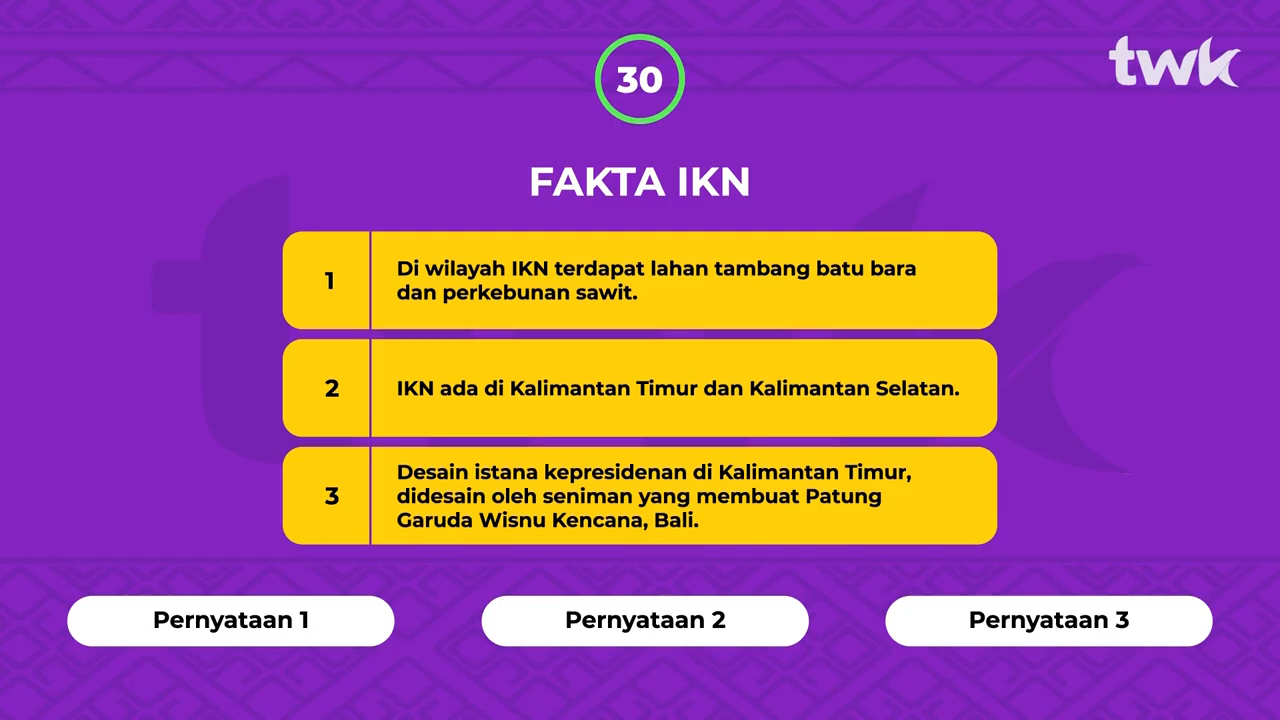 30
twk
FAKTA IKN
1
Di wilayah IKN terdapat lahan tambang batu bara
dan perkebunan sawit.
2
IKN ada di Kalimantan Timur dan Kalimantan Selatan.
3
Desain istana kepresidenan di Kalimantan Timur,
didesain oleh seniman yang membuat Patung
Garuda Wisnu Kencana, Bali.
Pernyataan 1
Pernyataan 2
Pernyataan 3